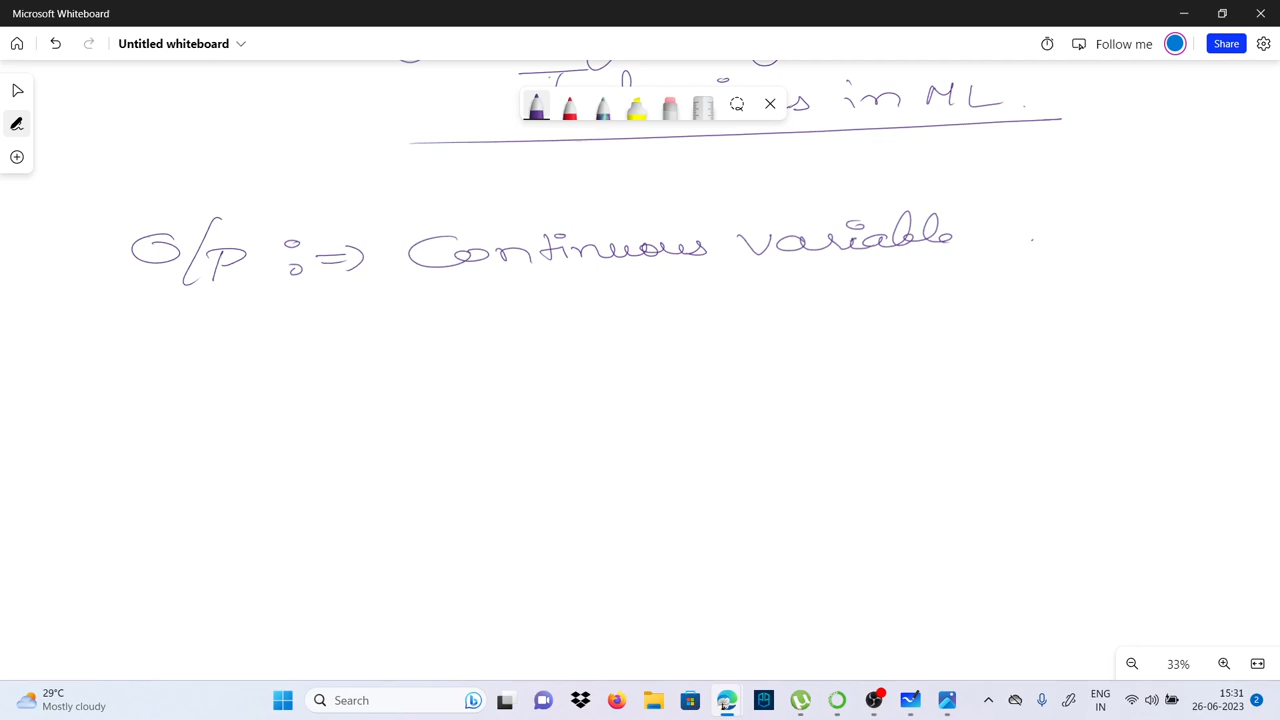 Microsoft Whiteboard
Untitled whiteboard
Follow me
Share
in ML.
O/P :⇒ Continuous variable
33%
29°C
Mostly cloudy
Search
ENG
IN
15:31
26-06-2023
2